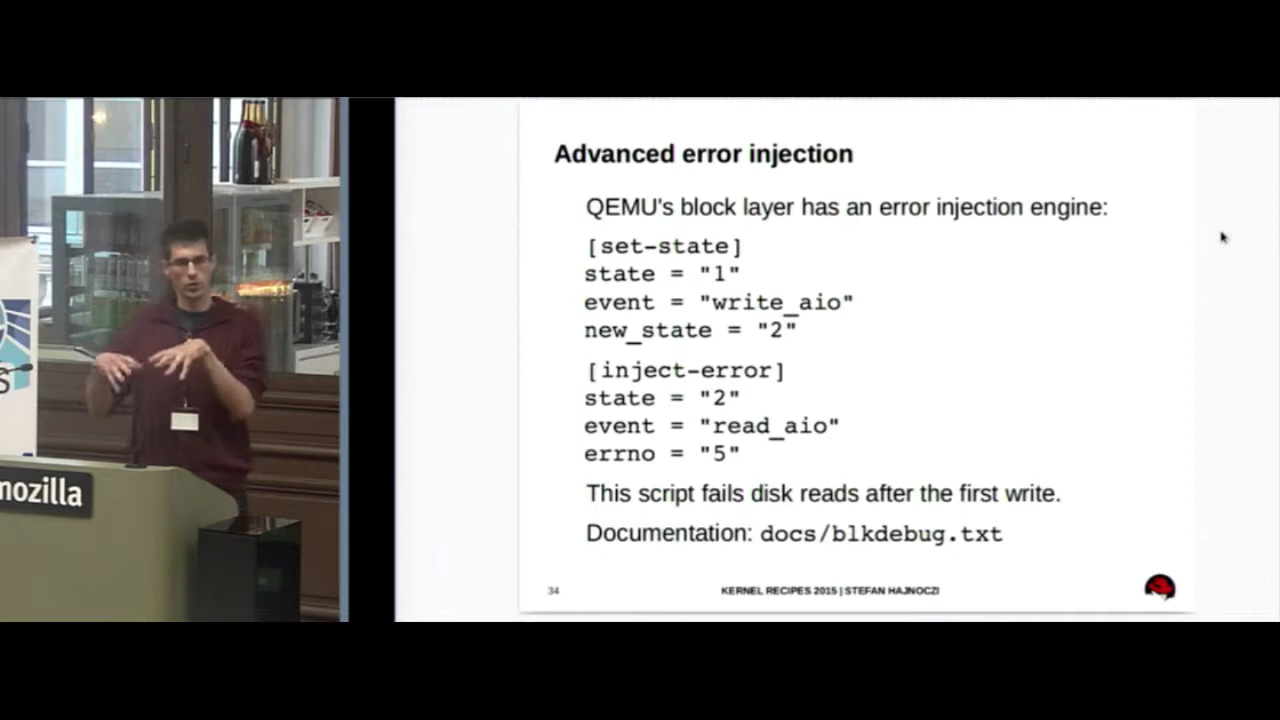 mozilla
S
Advanced error injection
QEMU's block layer has an error injection engine:
[set-state]
state = "1"
event = "write_aio"
new_state = "2"
[inject-error]
state = "2"
event = "read_aio"
errno = "5"
This script fails disk reads after the first write.
Documentation: docs/blkdebug.txt
34
KERNEL RECIPES 2015 | STEFAN HAJNOCZI